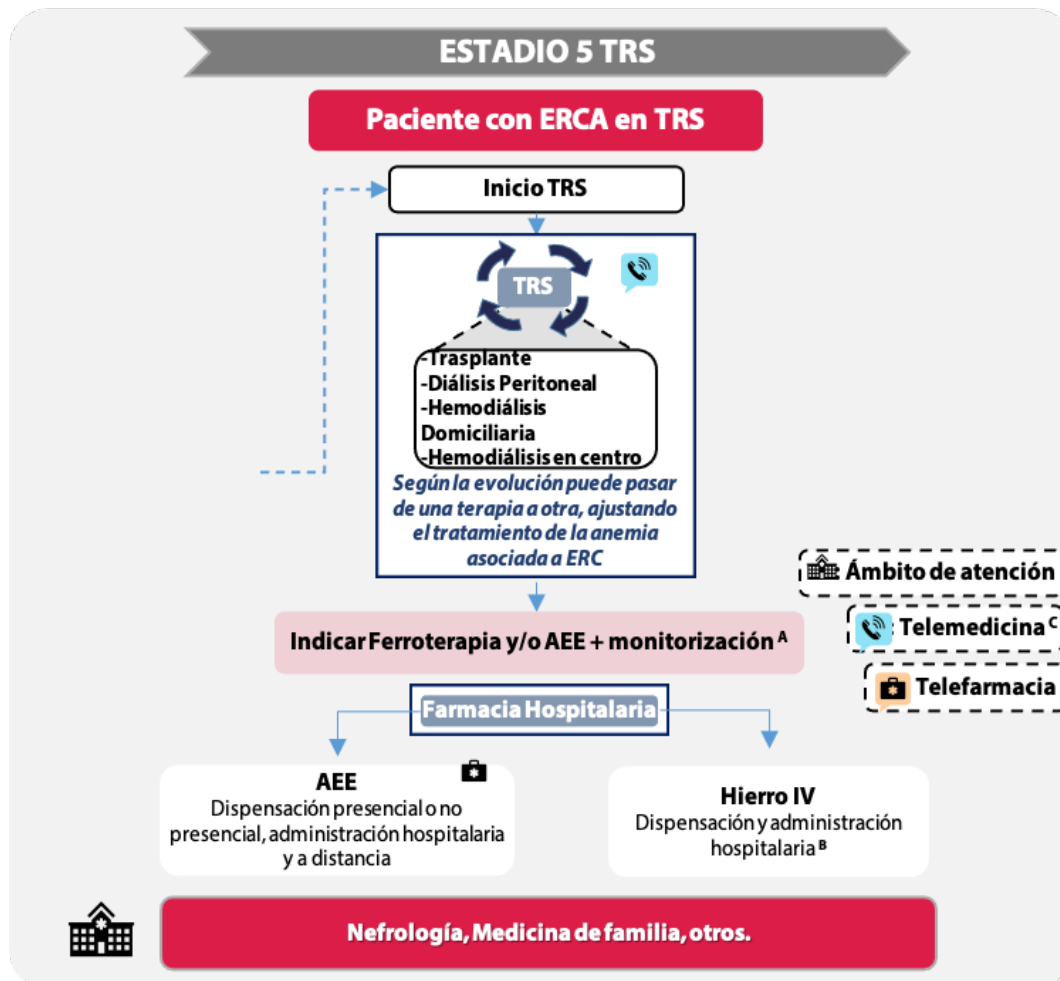 ESTADIO 5 TRS
Paciente con ERCA en TRS
Inicio TRS
TRS
-Trasplante
-Diálisis Peritoneal
-Hemodiálisis
Domiciliaria
-Hemodiálisis en centro
Según la evolución puede pasar
de una terapia a otra, ajustando
el tratamiento de la anemia
asociada a ERC
Ámbito de atención
Telemedicina C
Telefarmacia
Indicar Ferroterapia y/o AEE + monitorización A
Farmacia Hospitalaria
AEE
Dispensación presencial o no
presencial, administración hospitalaria
y a distancia
Hierro IV
Dispensación y administración
hospitalaria B
Nefrología, Medicina de familia, otros.